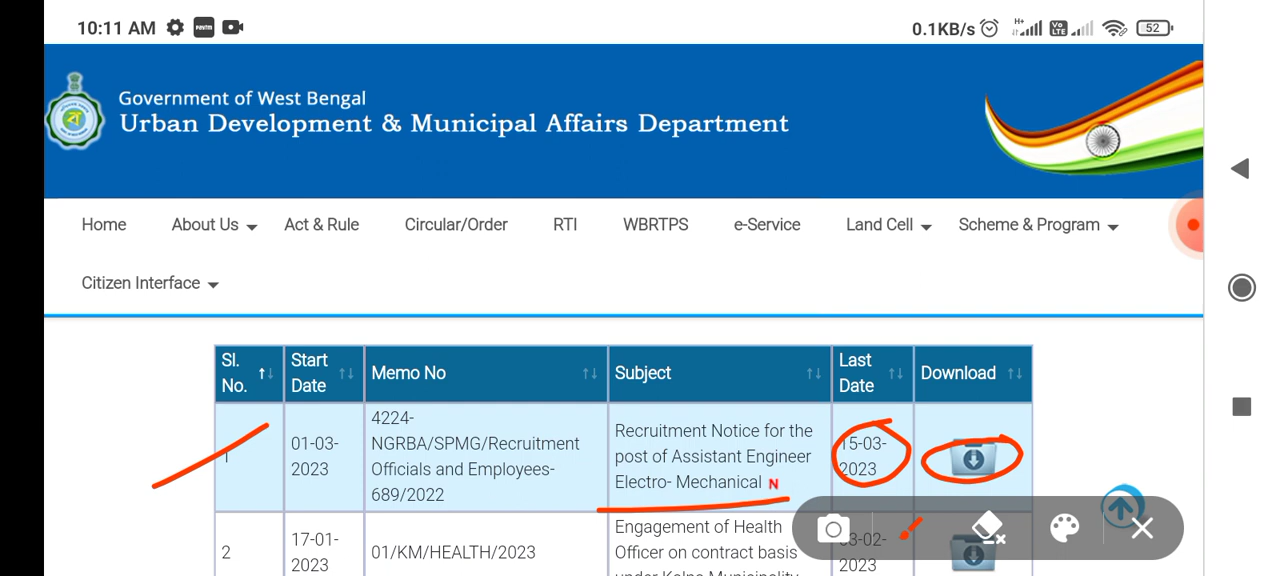 10:11 AM
0.1KB/s
52
Government of West Bengal
Urban Development & Municipal Affairs Department
Home About Us Act & Rule Circular/Order RTI WBRTPS e-Service Land Cell Scheme & Program
Citizen Interface
Sl. No. Start Date Memo No Subject Last Date Download
1
01-03-
2023
4224-
NGRBA/SPMG/Recruitment
Officials and Employees-
689/2022
Recruitment Notice for the
post of Assistant Engineer
Electro- Mechanical N
15-03-
2023
2
17-01-
2023
01/KM/HEALTH/2023
Engagement of Health
Officer on contract basis
under Kalna Municipality
2023